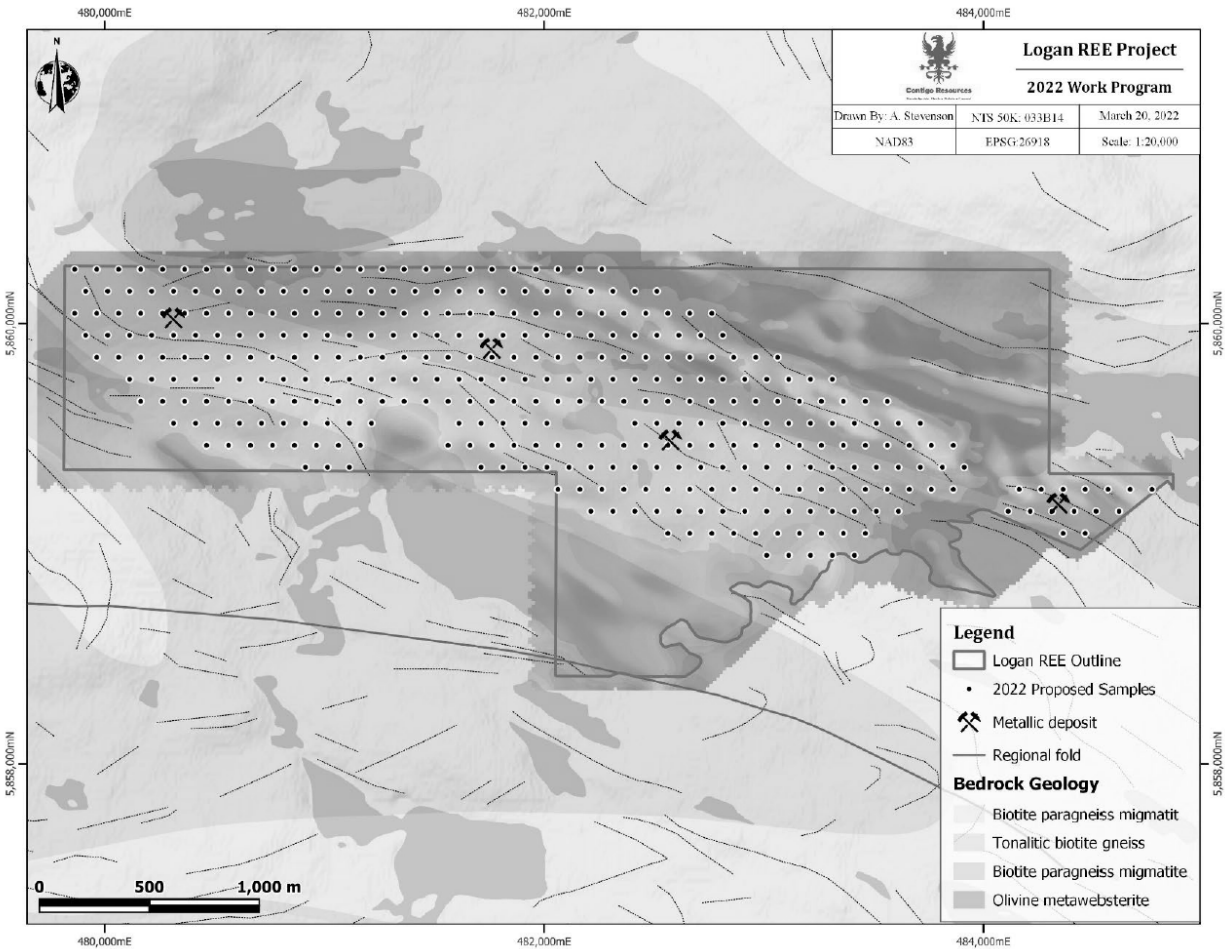 480,000mE 482,000mE 484,000mE
N
Logan REE Project
Contigo Resources
2022 Work Program
Drawn By: A. Stevenson NTS 50K: 033B14 March 20, 2022
NAD83 EPSG:26918 Scale: 1:20,000
5,860,000mN 5,860,000mN
5,858,000mN 5,858,000mN
Legend
Logan REE Outline
2022 Proposed Samples
Metallic deposit
Regional fold
Bedrock Geology
Biotite paragneiss migmatit
Tonalitic biotite gneiss
Biotite paragneiss migmatite
Olivine metawebsterite
0 500 1,000 m
480,000mE 482,000mE 484,000mE